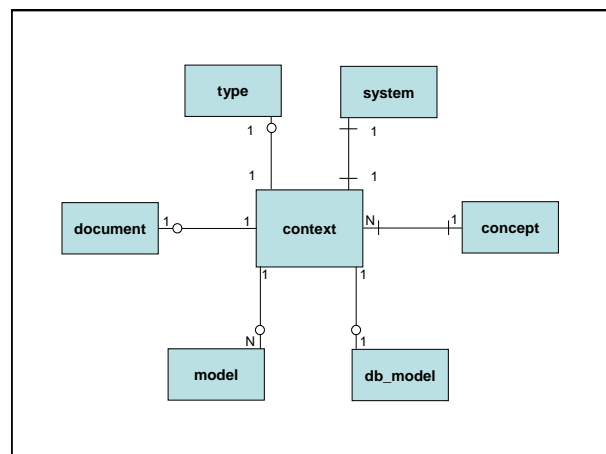 type
system
1
1
1
1
document
1
1
context
N
1
concept
1
1
N
1
model
db_model